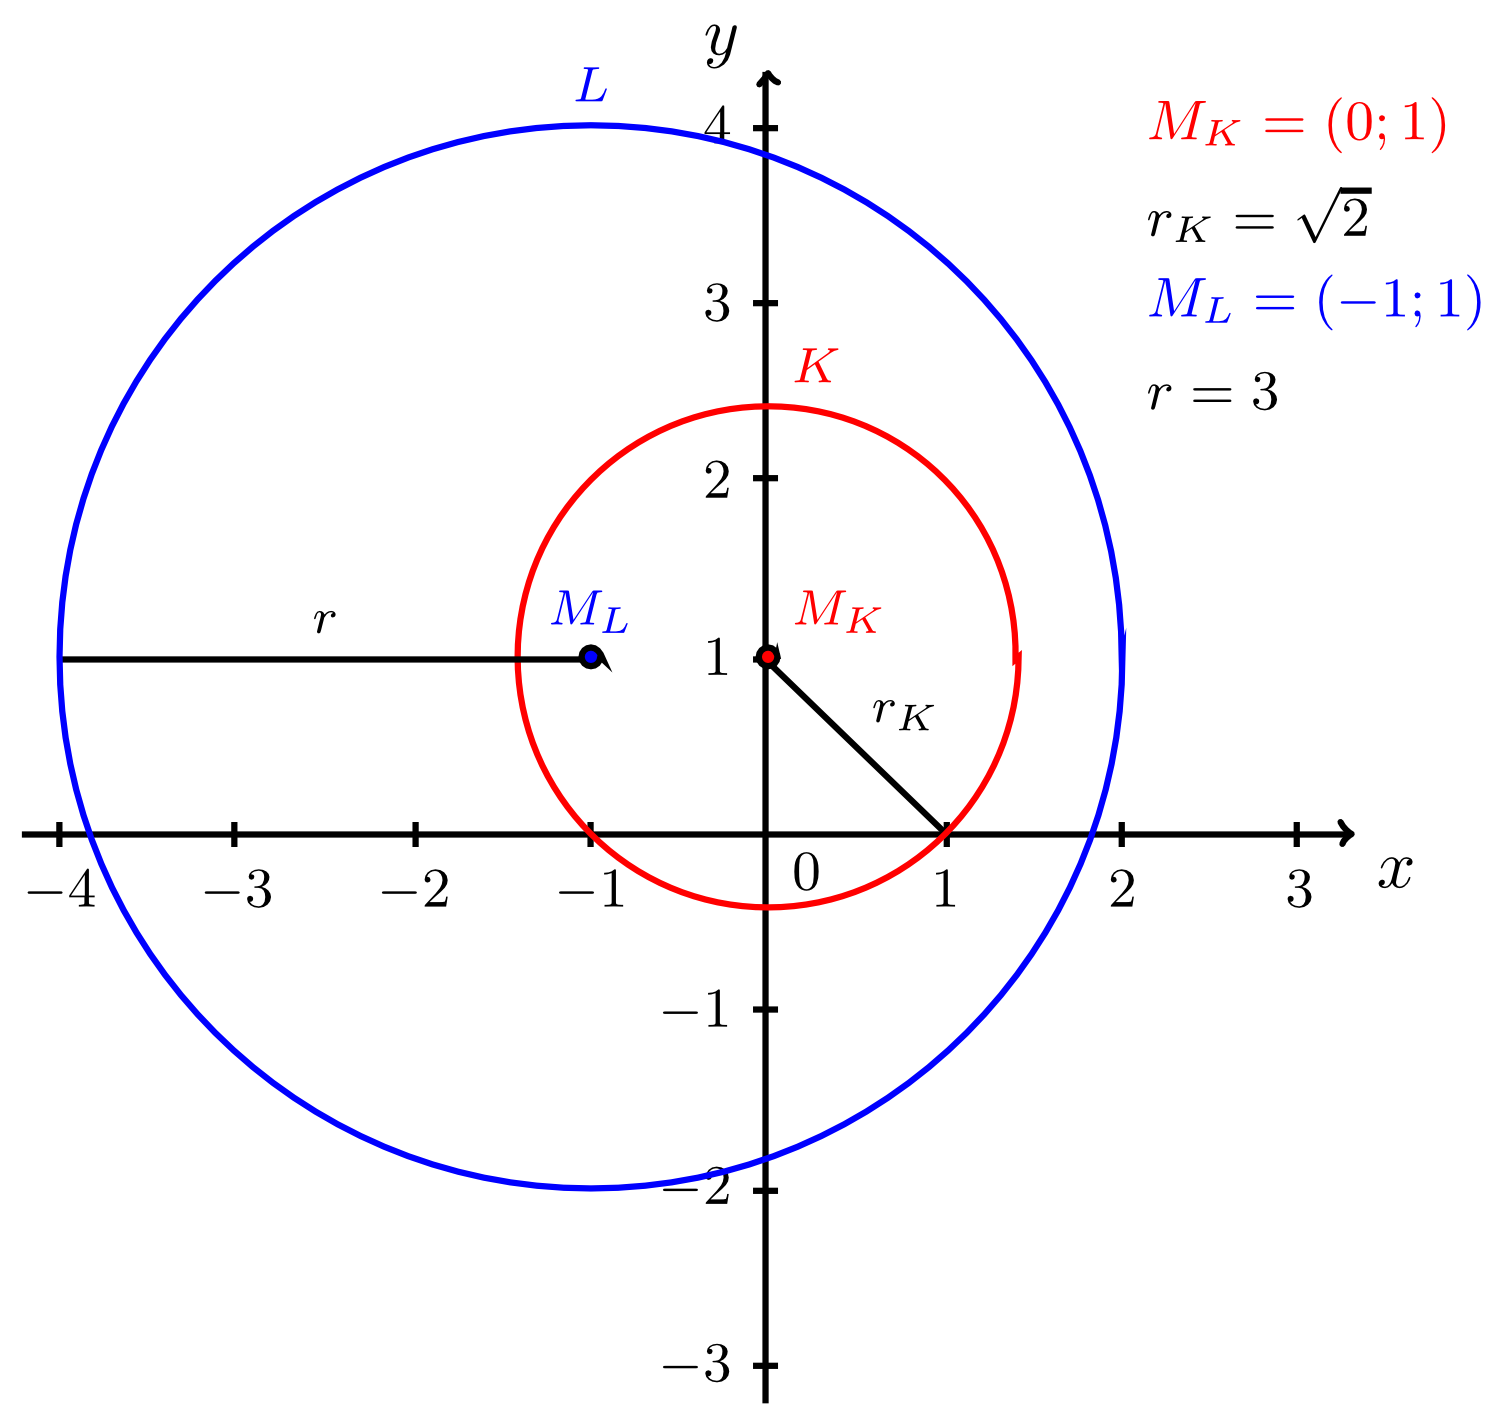 y
L
4
M_K = (0; 1)
r_K = √2
M_L = (−1; 1)
3
K
r = 3
2
r
M_L
M_K
1
r_K
0
x
−4 −3 −2 −1 1 2 3
−1
−2
−3